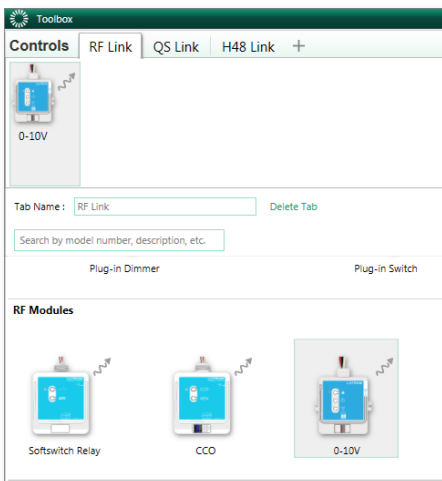 Toolbox
Controls RF Link QS Link H48 Link +
0-10V
Tab Name : RF Link Delete Tab
Search by model number, description, etc.
Plug-in Dimmer Plug-in Switch
RF Modules
Softswitch Relay CCO 0-10V